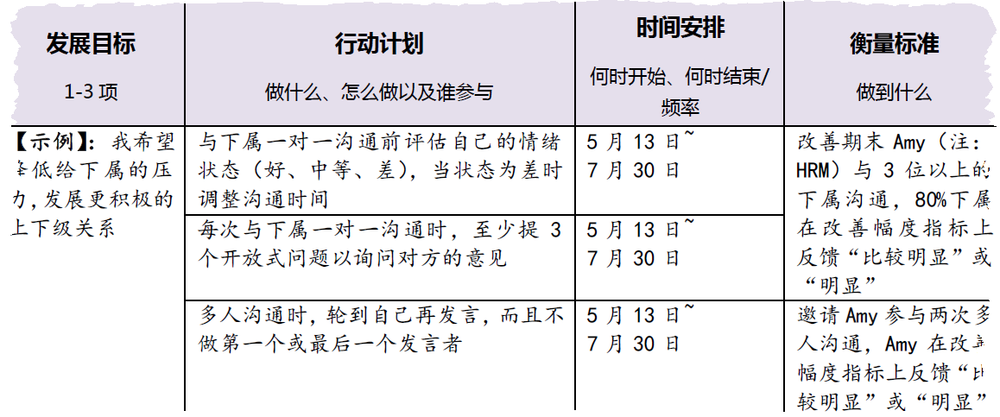 发展目标
1-3 项
行动计划
做什么、怎么做以及谁参与
时间安排
何时开始、何时结束/
频率
衡量标准
做到什么
【示例】：我希望
降低给下属的压
力,发展更积极的
上下级关系
与下属一对一沟通前评估自己的情绪
状态（好、中等、差），当状态为差时
调整沟通时间
5 月 13 日~
7 月 30 日
改善期末 Amy（注：
HRM）与 3 位以上的
下属沟通，80%下属
在改善幅度指标上
反馈“比较明显”或
“明显”
每次与下属一对一沟通时，至少提 3
个开放式问题以询问对方的意见
5 月 13 日~
7 月 30 日
多人沟通时,轮到自己再发言,而且不
做第一个或最后一个发言者
5 月 13 日~
7 月 30 日
邀请 Amy 参与两次多
人沟通，Amy 在改善
幅度指标上反馈“比
较明显”或“明显”